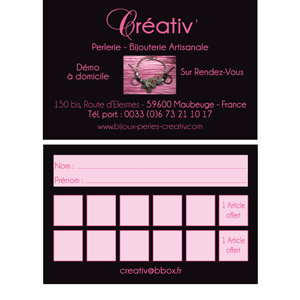 Créativ'
Perlerie - Bijouterie Artisanale
Démo
à domicile
Sur Rendez-Vous
150 bis, Route d'Elesmes - 59600 Maubeuge - France
Tél. port : 0033 (0)6 73 21 10 17
www.bijoux-perles-creativ.com
Nom :
Prénom :
1 Article
offert
1 Article
offert
creativ@bbox.fr